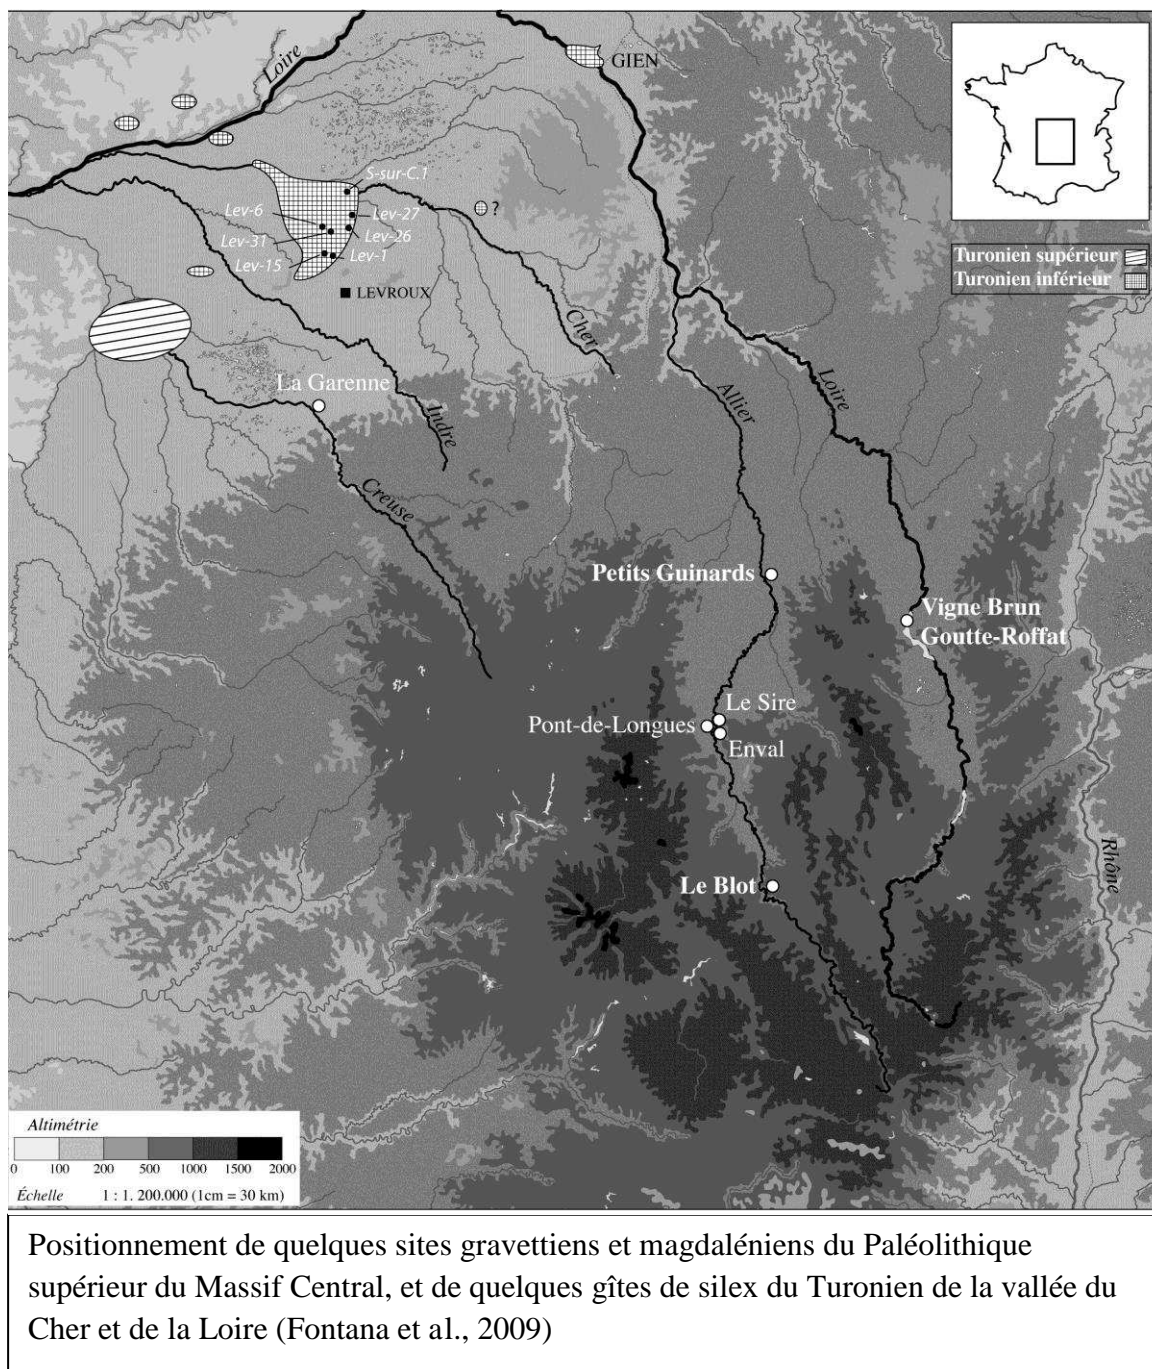 Loire
GIEN
S-sur-C.1
Lev-6
Lev-27
Lev-31
Lev-26
Lev-15
Lev-1
?
LEVROUX
Turonien supérieur
Turonien inférieur
Cher
La Garenne
Indre
Allier
Loire
Creuse
Petits Guinards
Vigne Brun
Goutte-Roffat
Le Sire
Pont-de-Longues
Enval
Le Blot
Rhône
Altimétrie
0 100 200 500 1000 1500 2000
Échelle 1 : 1. 200.000 (1cm = 30 km)
Positionnement de quelques sites gravettiens et magdaléniens du Paléolithique
supérieur du Massif Central, et de quelques gîtes de silex du Turonien de la vallée du
Cher et de la Loire (Fontana et al., 2009)